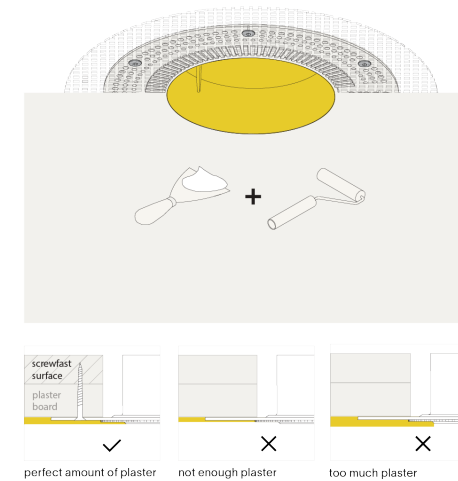 screwfast
surface
plaster
board
perfect amount of plaster
not enough plaster
too much plaster